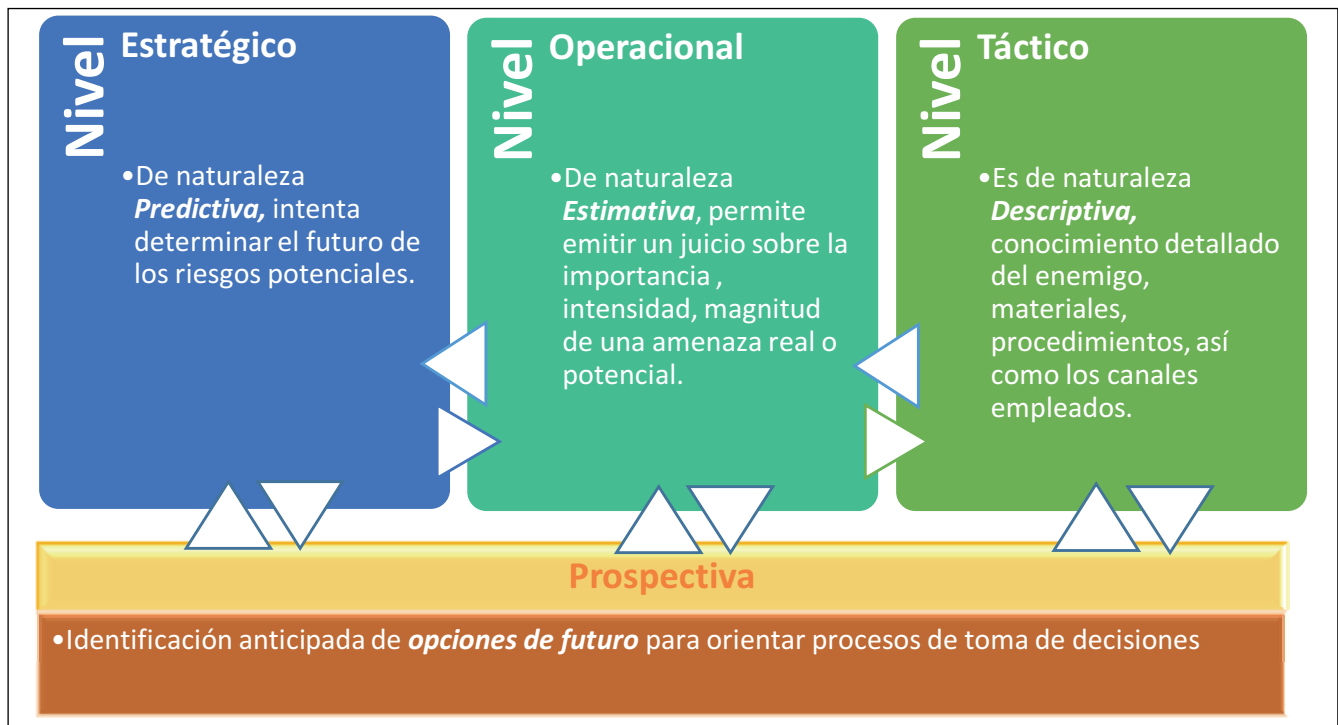 Nivel
Estratégico
•De naturaleza
Predictiva, intenta
determinar el futuro de
los riesgos potenciales.
Nivel
Operacional
•De naturaleza
Estimativa, permite
emitir un juicio sobre la
importancia ,
intensidad, magnitud
de una amenaza real o
potencial.
Nivel
Táctico
•Es de naturaleza
Descriptiva,
conocimiento detallado
del enemigo,
materiales,
procedimientos, así
como los canales
empleados.
Prospectiva
•Identificación anticipada de opciones de futuro para orientar procesos de toma de decisiones